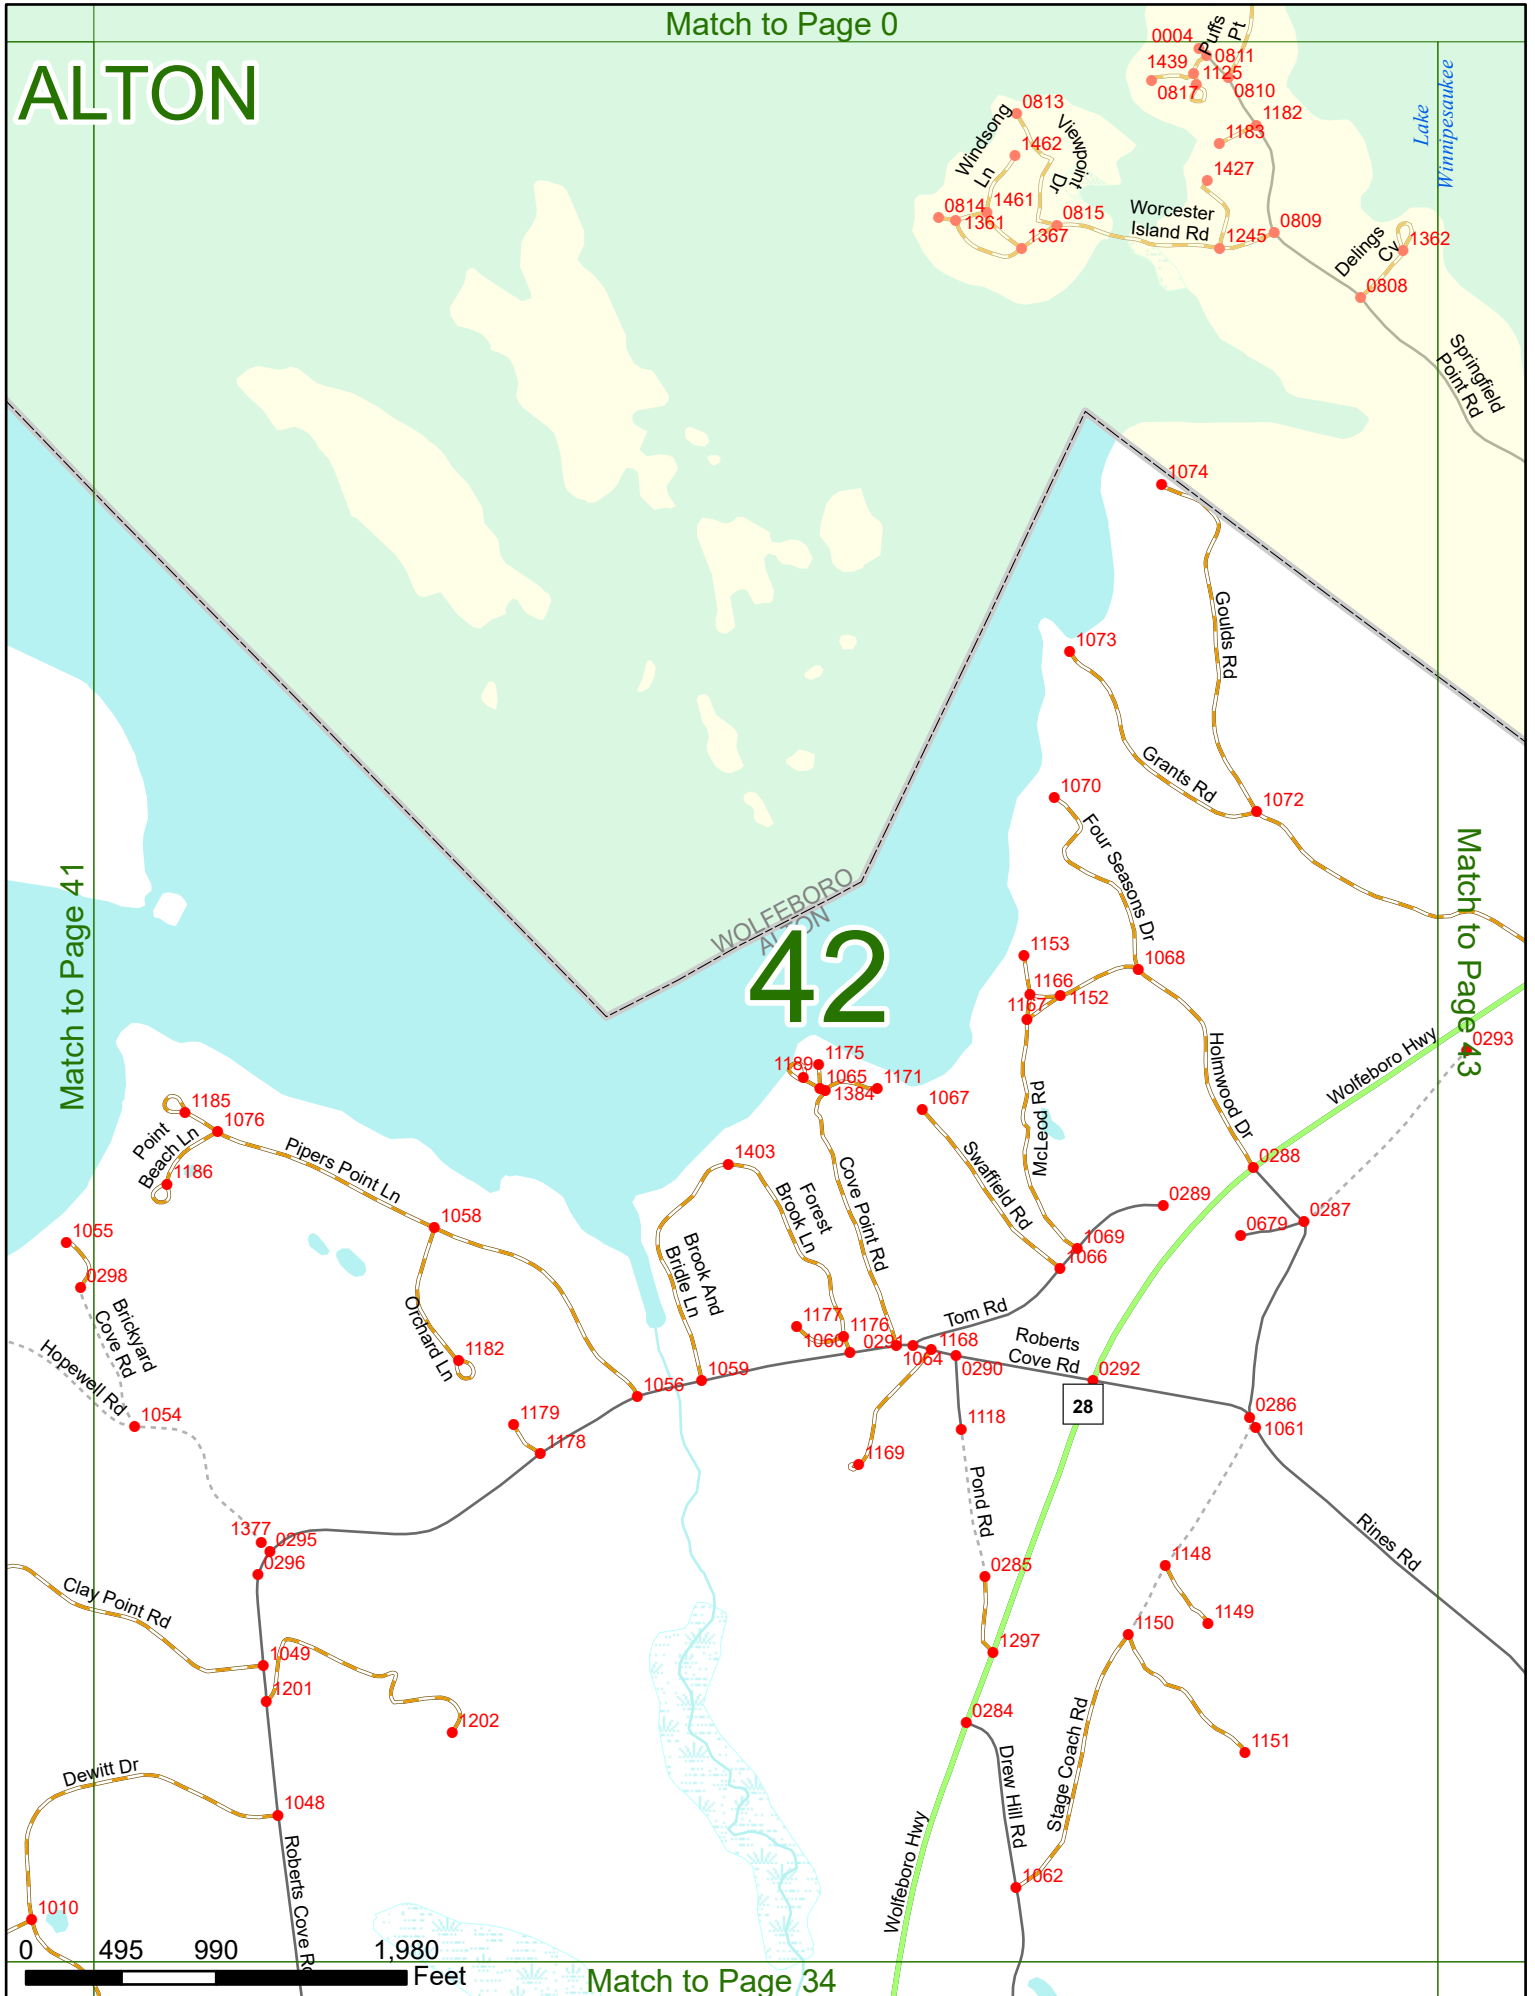 Match to Page 0
ALTON
0004
Puffs
Pt
0811
1439
1125
0817
0810
1182
1183
1427
Lake
Winnipesaukee
0813
Windsong
Ln
Viewpoint
Dr
1462
0814
1461
1361
1367
0815
Worcester
Island Rd
1245
0809
Delings
Cv
1362
0808
Springfield
Point Rd
1074
Goulds Rd
1073
Grants Rd
1072
1070
Four Seasons Dr
Match to Page 41
Match to Page 43
WOLFEBORO
ALTON
42
1153
1068
1166
1152
1167
Holmwood Dr
Wolfeboro Hwy
0293
1175
1189
1065
1171
1384
1067
McLeod Rd
1185
1076
Point
Beach Ln
1186
Pipers Point Ln
1403
Forest
Brook Ln
Cove Point Rd
Swaffield Rd
0288
0289
0287
0679
1055
1058
1069
1066
0298
Brook And
Bridle Ln
Brickyard
Cove Rd
Orchard Ln
1177
1176
1060
0291
Tom Rd
1064
1168
0290
Roberts
Cove Rd
Hopewell Rd
1182
1059
1056
0292
28
0286
1061
1054
1179
1178
1118
1169
Pond Rd
Rines Rd
1377
0295
0296
0285
1148
1149
1150
Clay Point Rd
1049
1297
1201
1202
0284
1151
Drew Hill Rd
Stage Coach Rd
Dewitt Dr
1048
Roberts Cove Rd
Wolfeboro Hwy
1062
1010
0 495 990 1,980
Feet
Match to Page 34